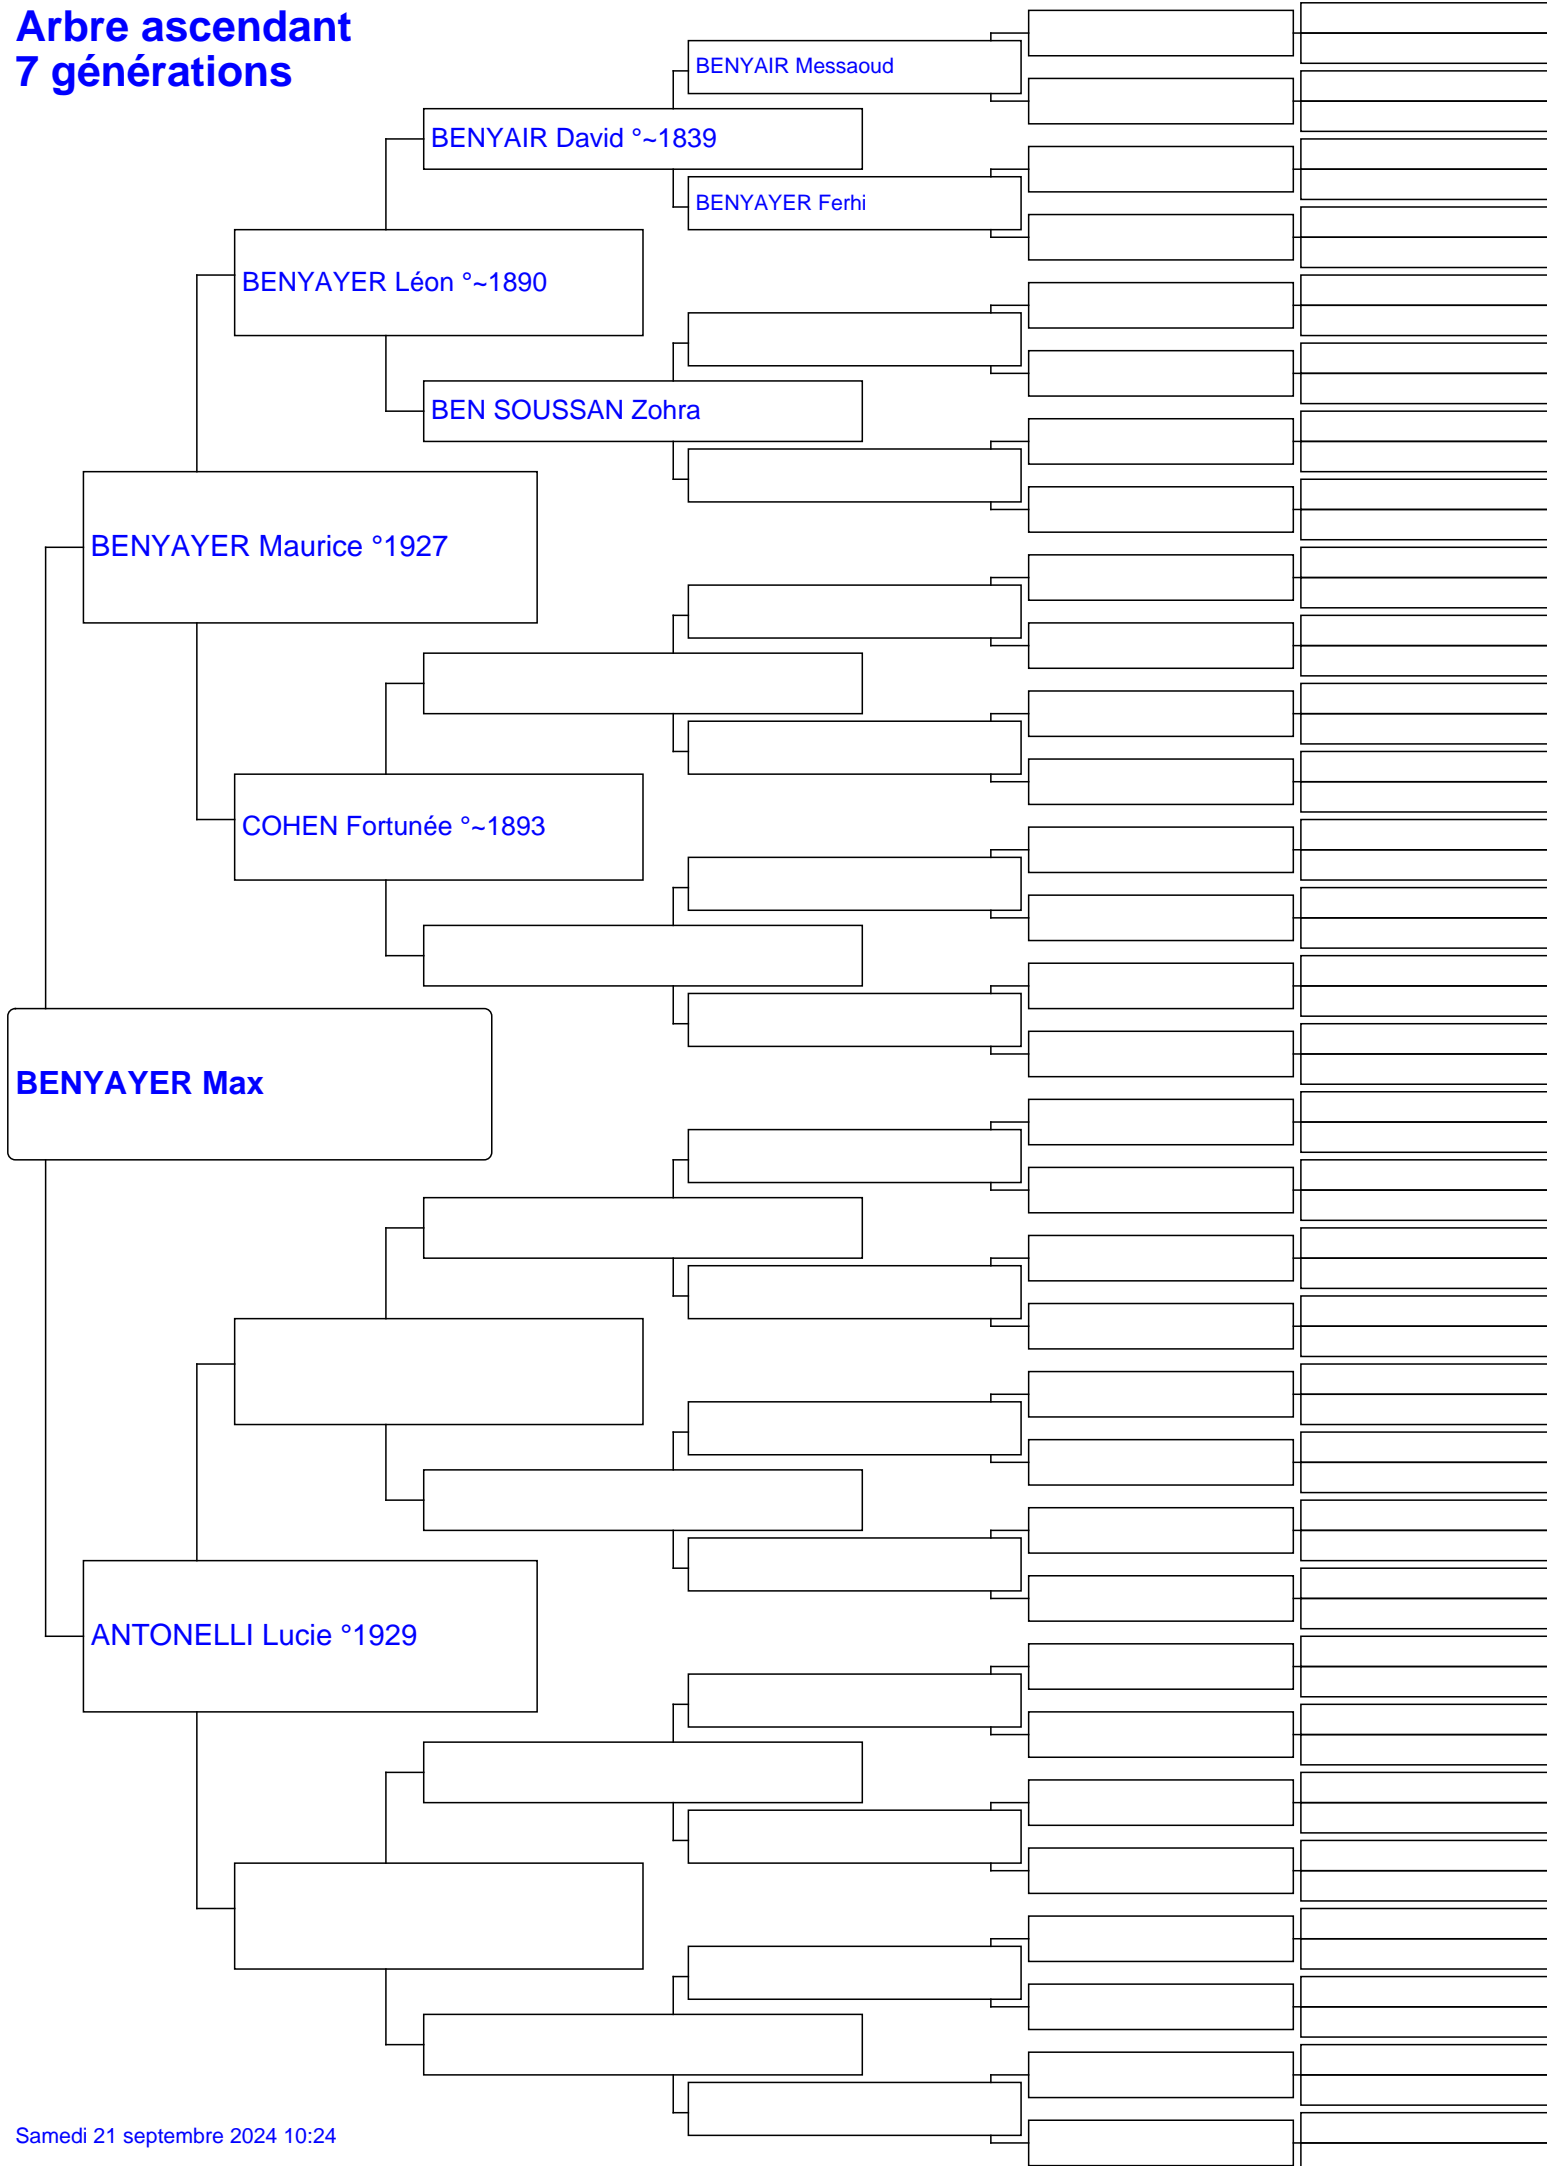 Arbre ascendant
7 générations
BENYAIR Messaoud
BENYAIR David °~1839
BENYAYER Ferhi
BENYAYER Léon °~1890
BEN SOUSSAN Zohra
BENYAYER Maurice °1927
COHEN Fortunée °~1893
BENYAYER Max
ANTONELLI Lucie °1929
Samedi 21 septembre 2024 10:24